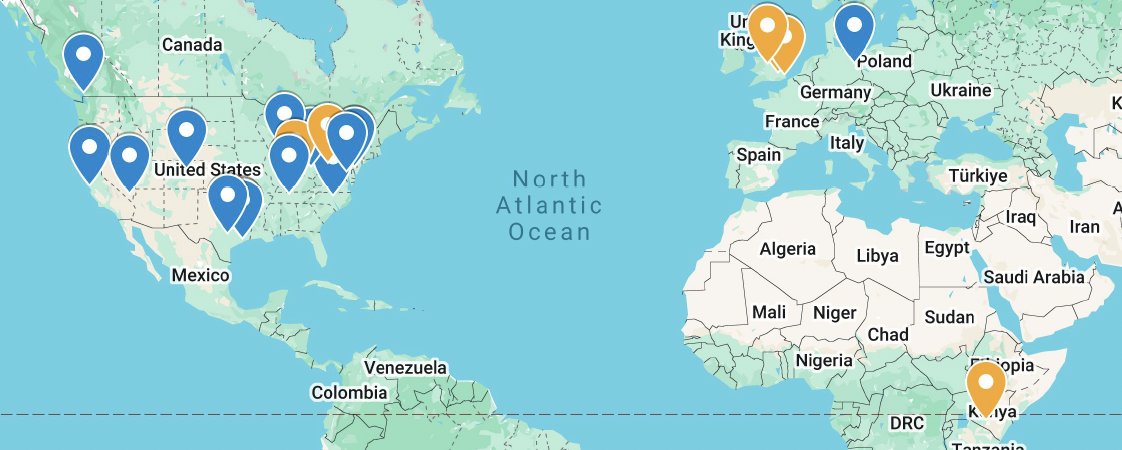 Canada
United States
Mexico
Venezuela
Colombia
North
Atlantic
Ocean
Un
King
Poland
Germany
Ukraine
France
Italy
Spain
Türkiye
Iraq
Iran
A
K
Algeria
Libya
Egypt
Saudi Arabia
Mali
Niger
Chad
Sudan
Nigeria
Ethiopia
Kenya
DRC
Tanzania